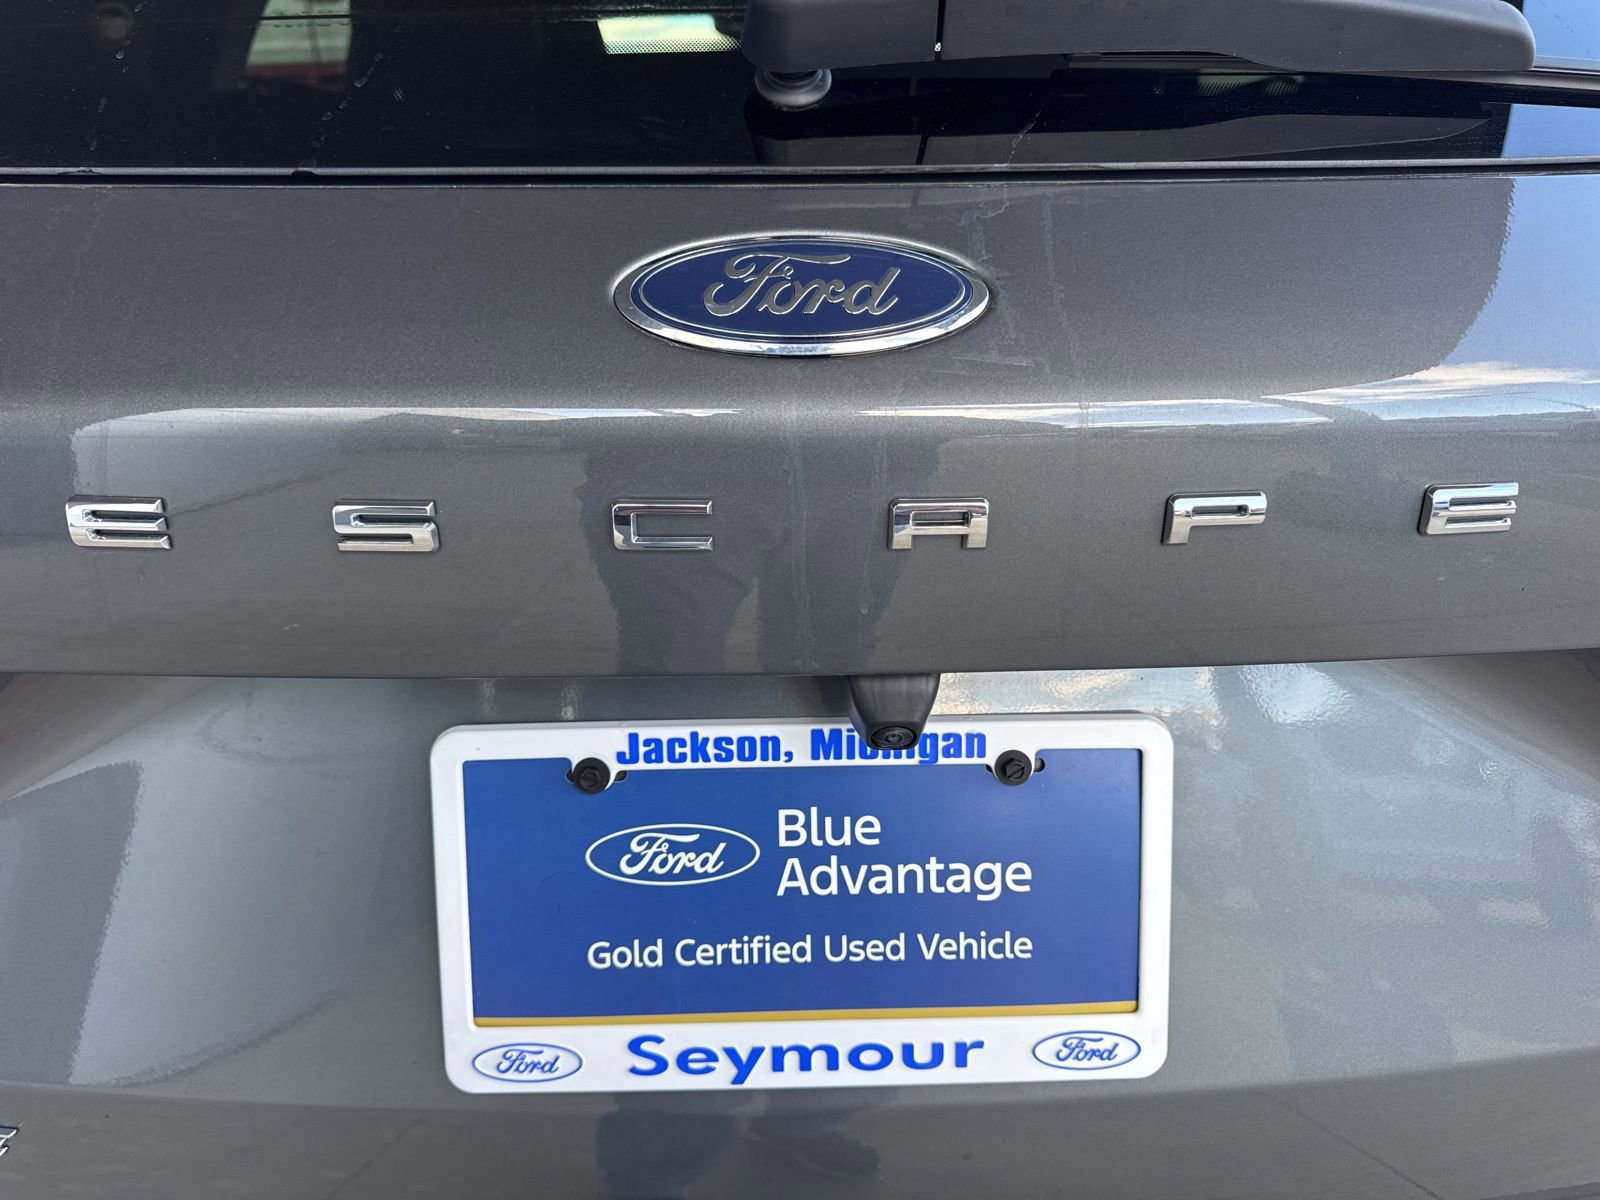 Ford
ESCAPE
Jackson, Michigan
Ford Blue
Advantage
Gold Certified Used Vehicle
Ford Seymour Ford